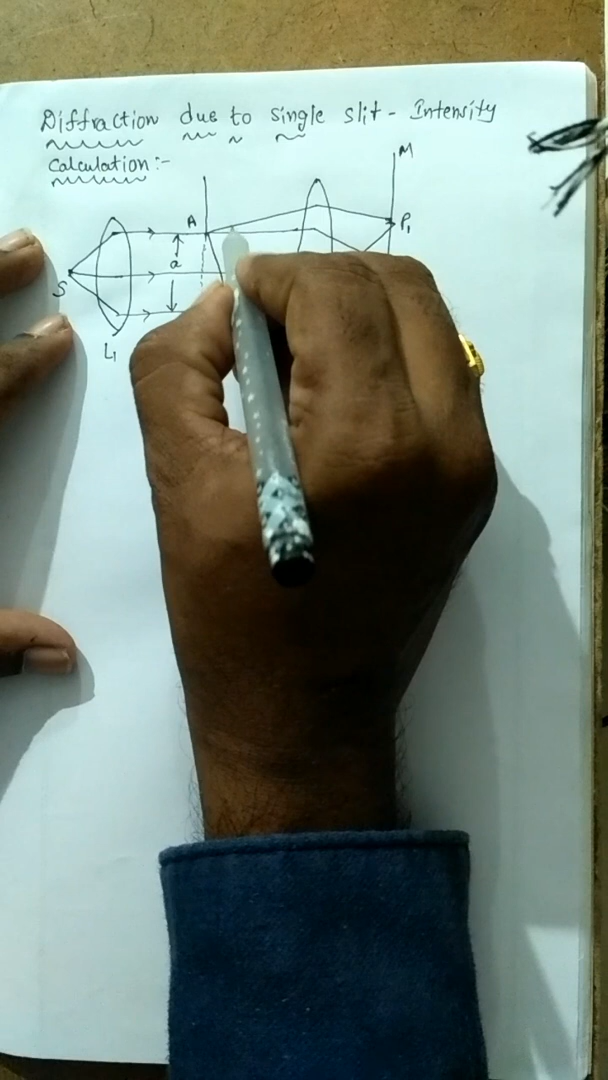 Diffraction due to single slit - Intensity
calculation :-
M
A
P₁
a
S
L₁